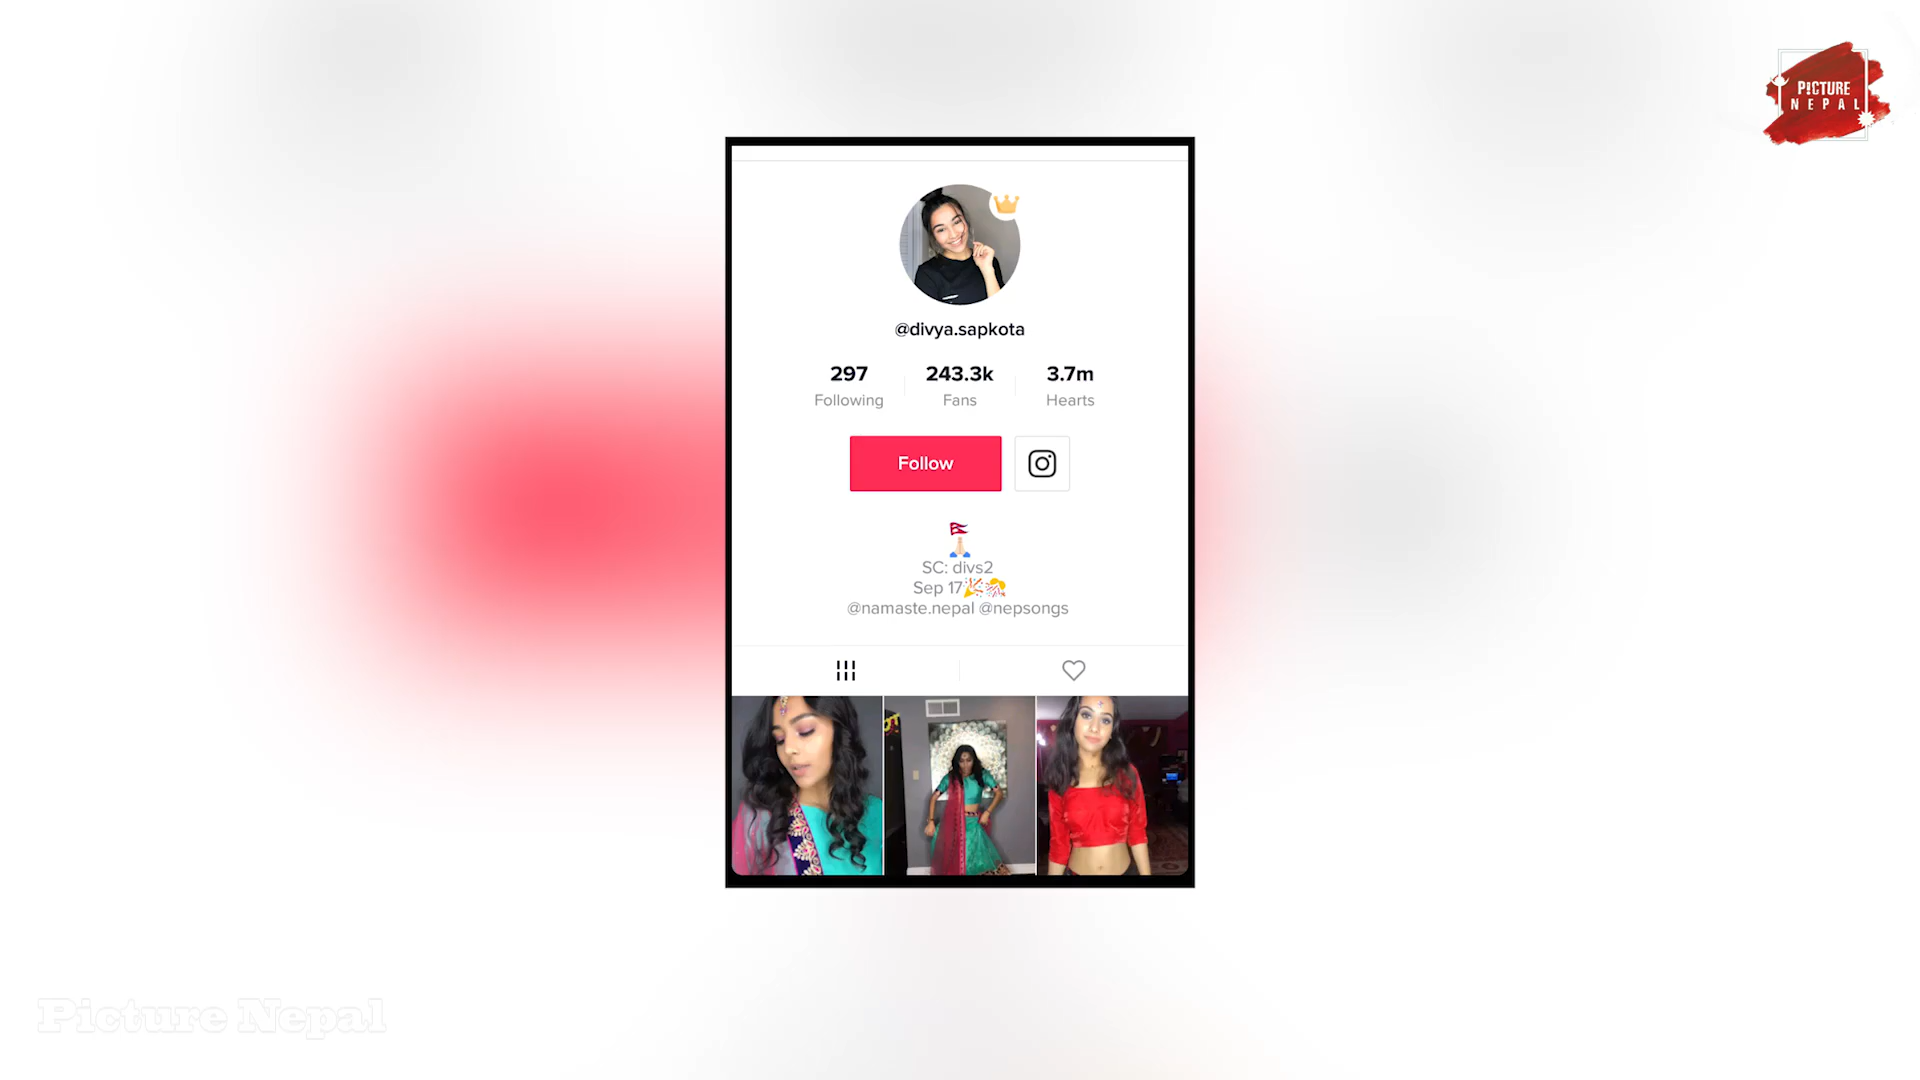 PICTURE
NEPAL
@divya.sapkota
297
243.3k
3.7m
Following
Fans
Hearts
Follow
SC: divs2
Sep 17
@namaste.nepal @nepsongs
Picture Nepal